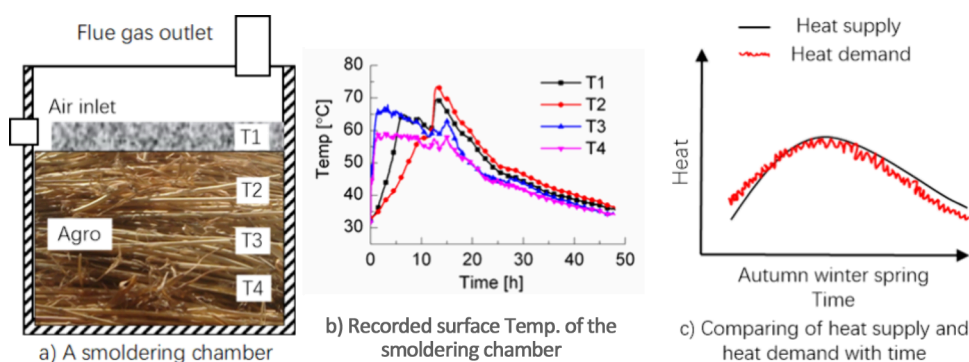 Flue gas outlet
Air inlet
T1
T2
Agro
T3
T4
a) A smoldering chamber
80
70
60
50
40
30
Temp [°C]
T1
T2
T3
T4
0 10 20 30 40 50
Time [h]
b) Recorded surface Temp. of the
smoldering chamber
Heat supply
Heat demand
Heat
Autumn winter spring
Time
c) Comparing of heat supply and
heat demand with time